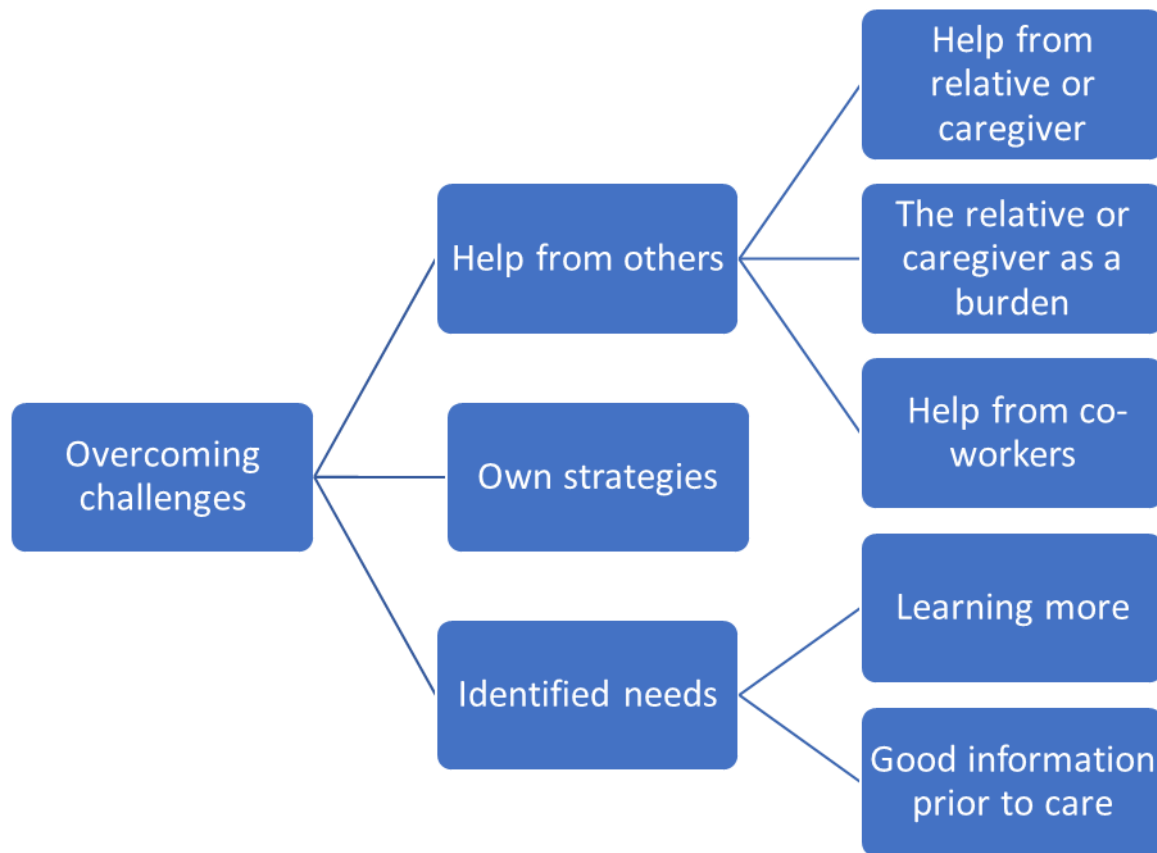 Help from
relative or
caregiver
Help from others
The relative or
caregiver as a
burden
Overcoming
challenges
Own strategies
Help from co-
workers
Identified needs
Learning more
Good information
prior to care